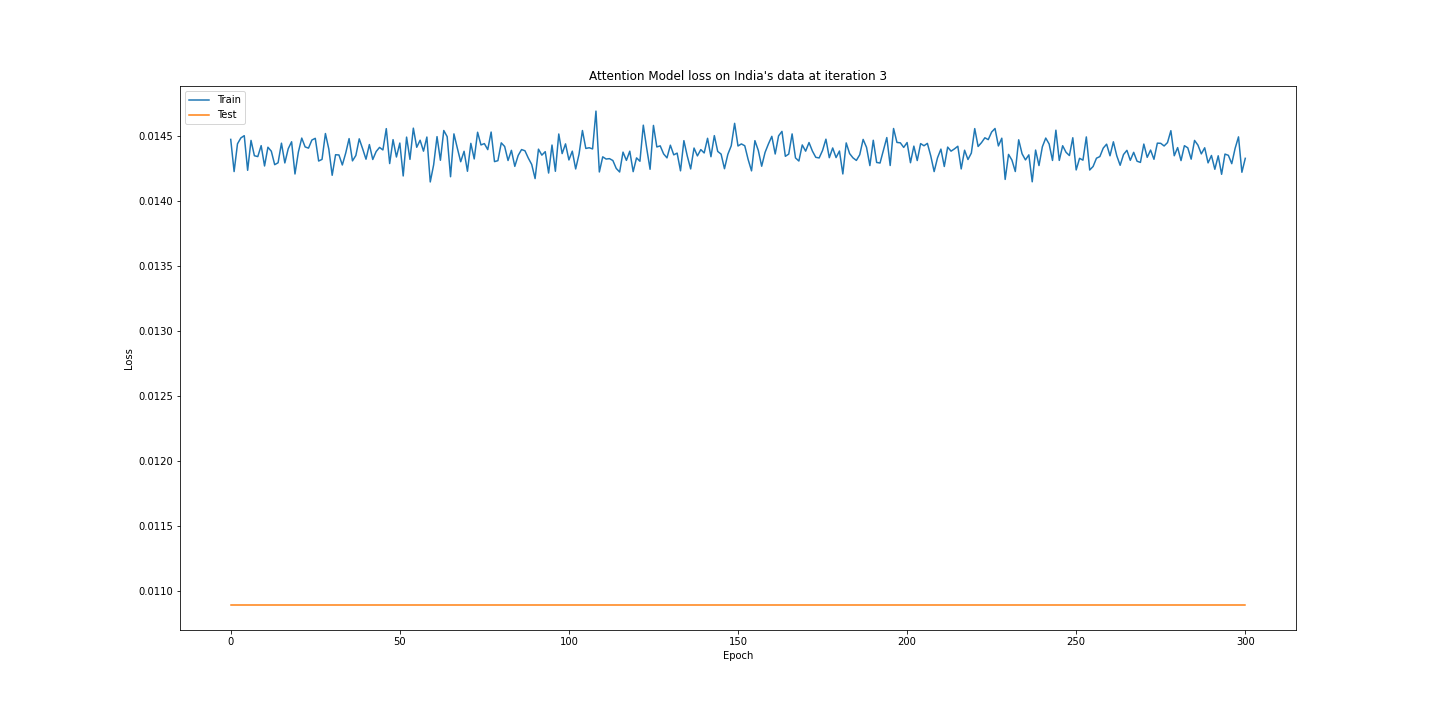 Attention Model loss on India's data at iteration 3
Train
Test
0.0145
0.0140
0.0135
0.0130
0.0125
0.0120
0.0115
0.0110
Loss
0 50 100 150 200 250 300
Epoch